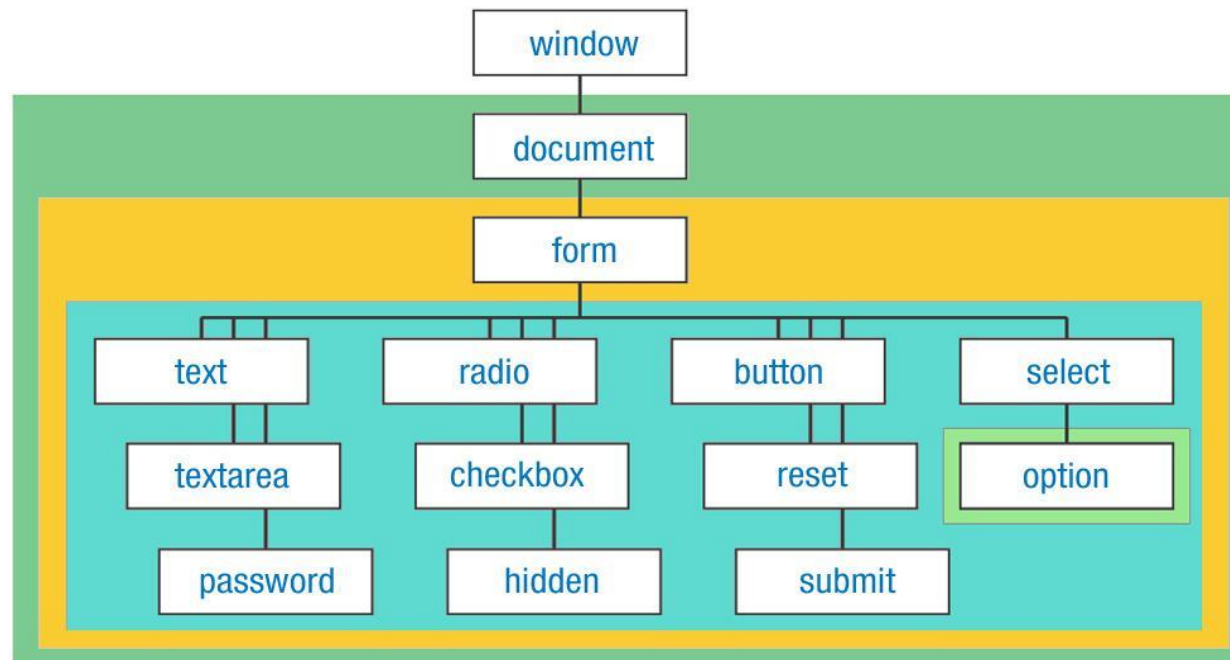 window
document
form
text
radio
button
select
textarea
checkbox
reset
option
password
hidden
submit